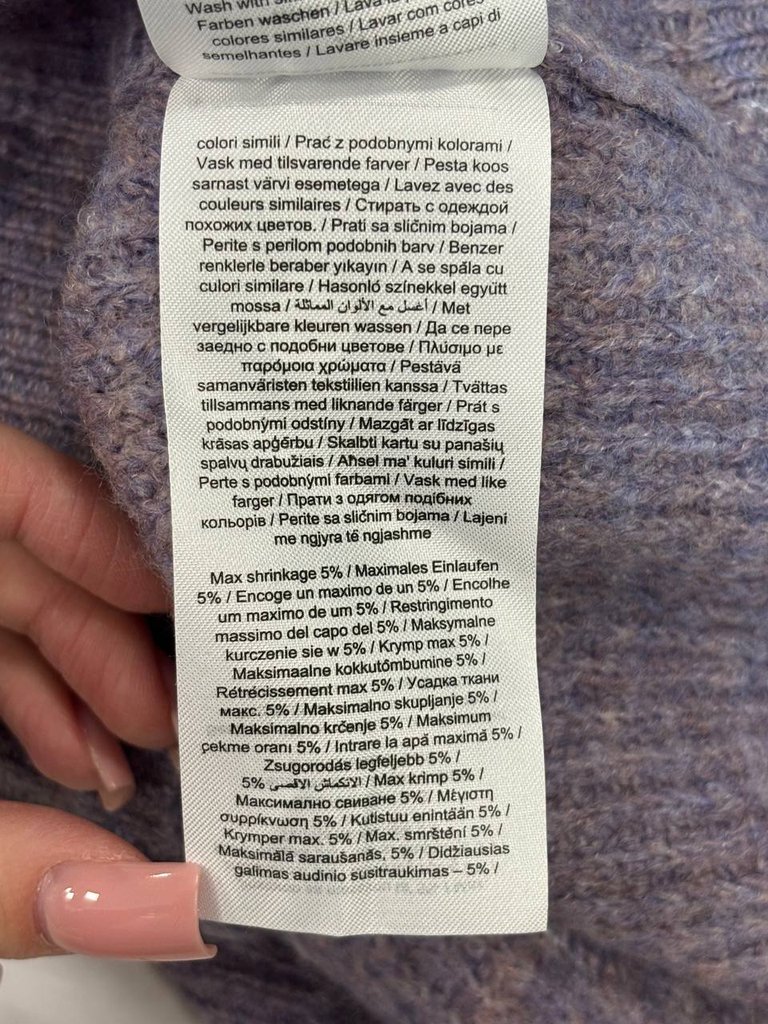 Wash with
Farben waschen / Lava
colores similares / Lavar com cores
semelhantes / Lavare insieme a capi di
colori simili / Prać z podobnymi kolorami /
Vask med tilsvarende farver / Pesta koos
sarnast värvi esemetega / Lavez avec des
couleurs similaires / Стирать с одеждой
похожих цветов. / Prati sa sličnim bojama /
Perite s perilom podobnih barv / Benzer
renklerle beraber yıkayın / A se spăla cu
culori similare / Hasonló színekkel együtt
mossa / أغسل مع الألوان المماثلة / Met
vergelijkbare kleuren wassen / Да се пере
заедно с подобни цветове / Πλύσιμο με
παρόμοια χρώματα / Pestävä
samanväristen tekstiilien kanssa / Tvättas
tillsammans med liknande färger / Prát s
podobnými odstíny / Mazgāt ar līdzīgas
krāsas apģērbu / Skalbti kartu su panašių
spalvų drabužiais / Aħsel ma' kuluri simili /
Perte s podobnými farbami / Vask med like
farger / Прати з одягом подібних
кольорів / Perite sa sličnim bojama / Lajeni
me ngjyra të ngjashme
Max shrinkage 5% / Maximales Einlaufen
5% / Encoge un maximo de un 5% / Encolhe
um maximo de um 5% / Restringimento
massimo del capo del 5% / Maksymalne
kurczenie sie w 5% / Krymp max 5% /
Maksimaalne kokkutõmbumine 5% /
Rétrécissement max 5% / Усадка ткани
макс. 5% / Maksimalno skupljanje 5% /
Maksimalno krčenje 5% / Maksimum
çekme oranı 5% / Intrare la apă maximă 5% /
Zsugorodás legfeljebb 5% /
5% الانكماش الاقصى / Max krimp 5% /
Максимално свиване 5% / Μέγιστη
συρρίκνωση 5% / Kutistuu enintään 5% /
Krymper max. 5% / Max. smrštění 5% /
Maksimālā saraušanās, 5% / Didžiausias
galimas audinio susitraukimas – 5% /